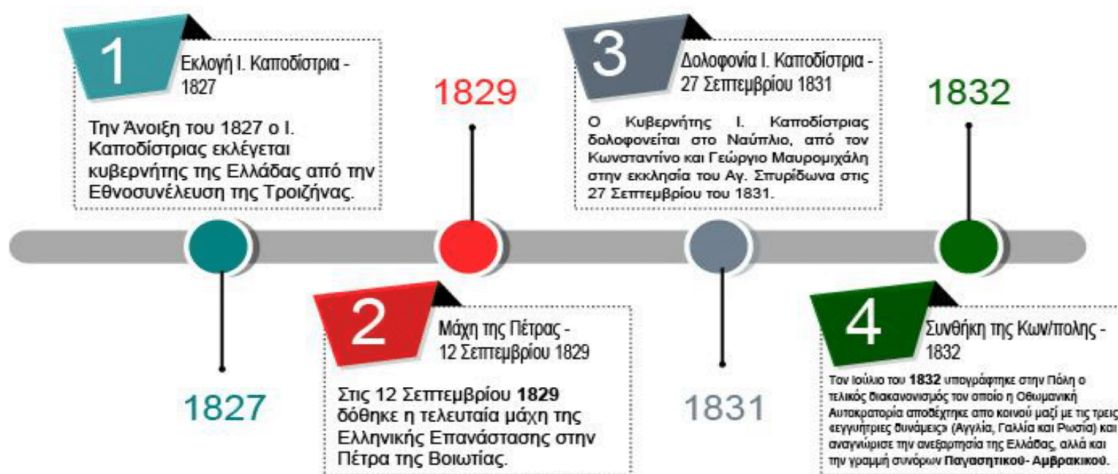 1
Εκλογή Ι. Καποδίστρια -
1827
Την Άνοιξη του 1827 ο Ι.
Καποδίστριας εκλέγεται
κυβερνήτης της Ελλάδας από την
Εθνοσυνέλευση της Τροιζήνας.
1827
1829
2
Μάχη της Πέτρας -
12 Σεπτεμβρίου 1829
Στις 12 Σεπτεμβρίου 1829
δόθηκε η τελευταία μάχη της
Ελληνικής Επανάστασης στην
Πέτρα της Βοιωτίας.
3
Δολοφονία Ι. Καποδίστρια -
27 Σεπτεμβρίου 1831
Ο Κυβερνήτης Ι. Καποδίστριας
δολοφονείται στο Ναύπλιο, από τον
Κωνσταντίνο και Γεώργιο Μαυρομιχάλη
στην εκκλησία του Αγ. Σπυρίδωνα στις
27 Σεπτεμβρίου του 1831.
1831
1832
4
Συνθήκη της Κων/πολης -
1832
Τον Ιούλιο του 1832 υπογράφτηκε στην Πόλη ο
τελικός διακανονισμός τον οποίο η Οθωμανική
Αυτοκρατορία αποδέχτηκε απο κοινού μαζί με τις τρεις
«εγγυήτριες δυνάμεις» (Αγγλία, Γαλλία και Ρωσία) και
αναγνώρισε την ανεξαρτησία της Ελλάδας, αλλά και
την γραμμή συνόρων Παγασητικού- Αμβρακικού.